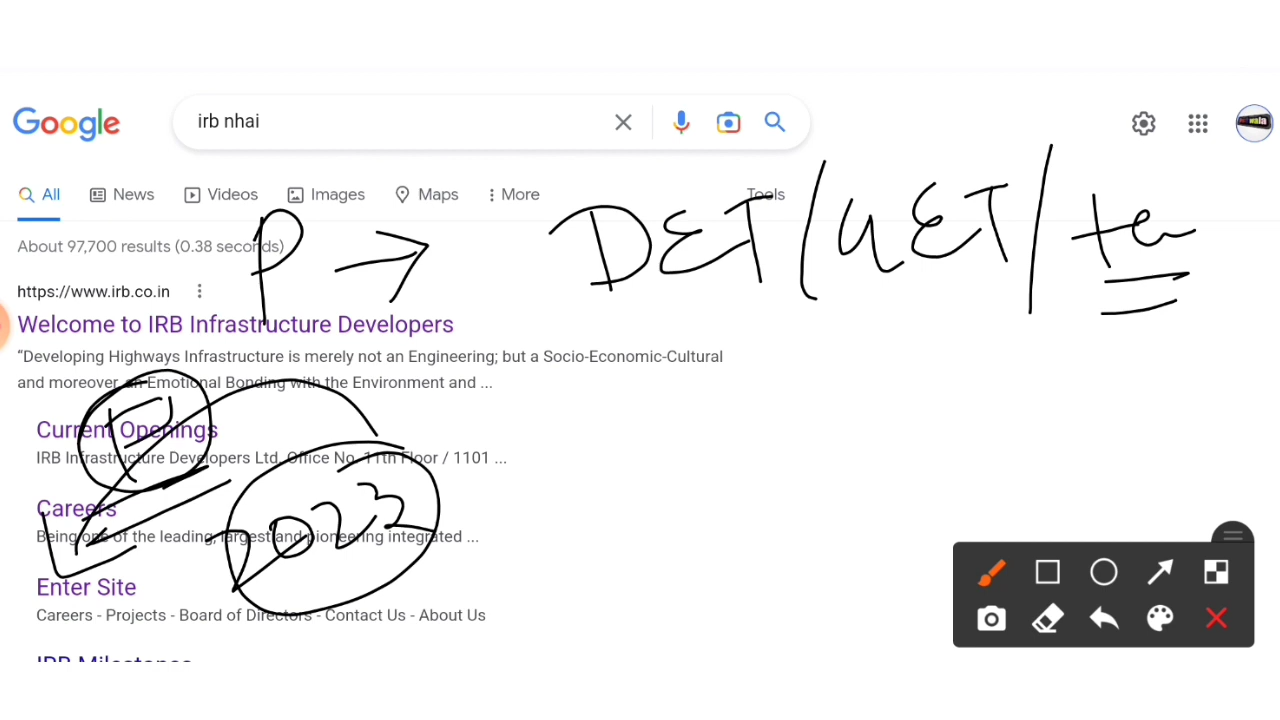 Google
irb nhai
All News Videos Images Maps More Tools
About 97,700 results (0.38 seconds)
P → DET/GET/te
https://www.irb.co.in
Welcome to IRB Infrastructure Developers
“Developing Highways Infrastructure is merely not an Engineering; but a Socio-Economic-Cultural
and moreover, an Emotional Bonding with the Environment and ...
Current Openings
IRB Infrastructure Developers Ltd, Office No, 11th Floor / 1101 ...
Careers
2023
Being one of the leading, largest and pioneering integrated ...
Enter Site
Careers - Projects - Board of Directors - Contact Us - About Us
IRB Milestones